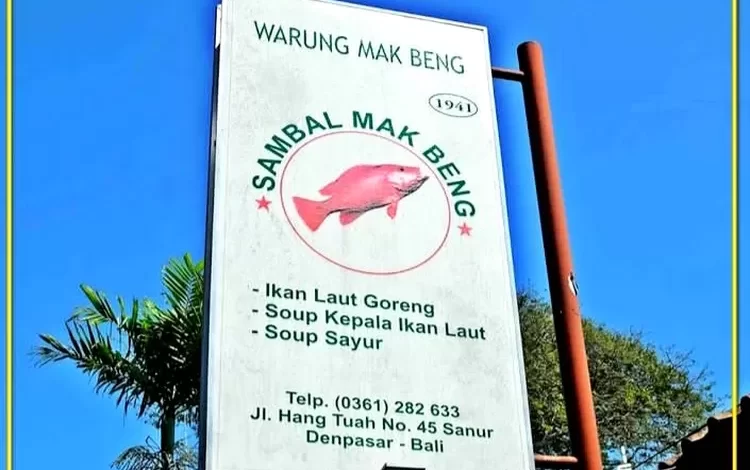 WARUNG MAK BENG
1941
SAMBAL MAK BENG
- Ikan Laut Goreng
- Soup Kepala Ikan Laut
- Soup Sayur
Telp. (0361) 282 633
Jl. Hang Tuah No. 45 Sanur
Denpasar - Bali